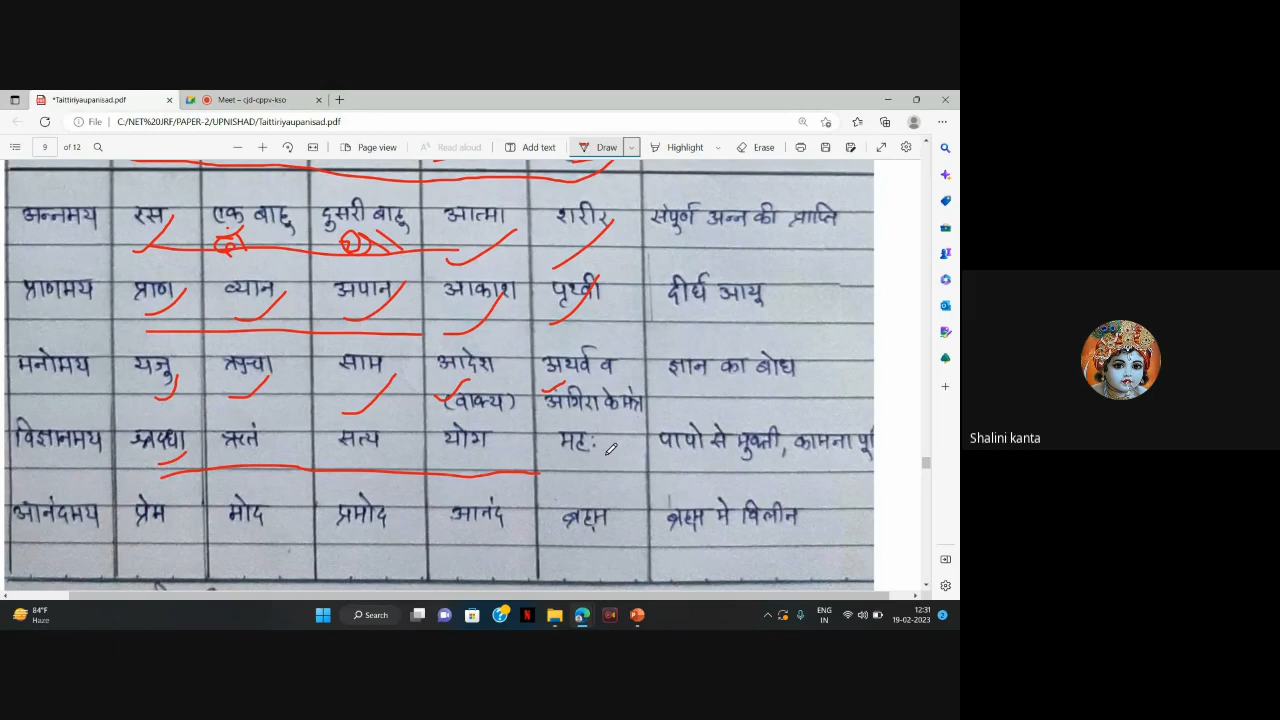 *Taittiriyaupanisad.pdf
Meet – cjd-cppv-kso
File C:/NET%20JRF/PAPER-2/UPNISHAD/Taittiriyaupanisad.pdf
9 of 12 Page view Read aloud Add text Draw Highlight Erase
अन्नमय रस एक बाहू दुसरी बाहू आत्मा शरीर संपुर्ण अन्न की प्राप्ति
प्राणमय प्राण व्यान अपान आकाश पृथ्वी दीर्घ आयू
मनोमय यजु ऋचा साम आदेश अथर्व व ज्ञान का बोध
(वाक्य) अंगिरा के मंत्र
विज्ञानमय श्रध्दा ऋतं सत्य योग महः पापो से मुक्ती, कामना
आनंदमय प्रेम मोद प्रमोद आनंद ब्रह्म ब्रह्म मे विलीन
Shalini kanta
84°F
Haze
Search
ENG
IN
12:31
19-02-2023
2